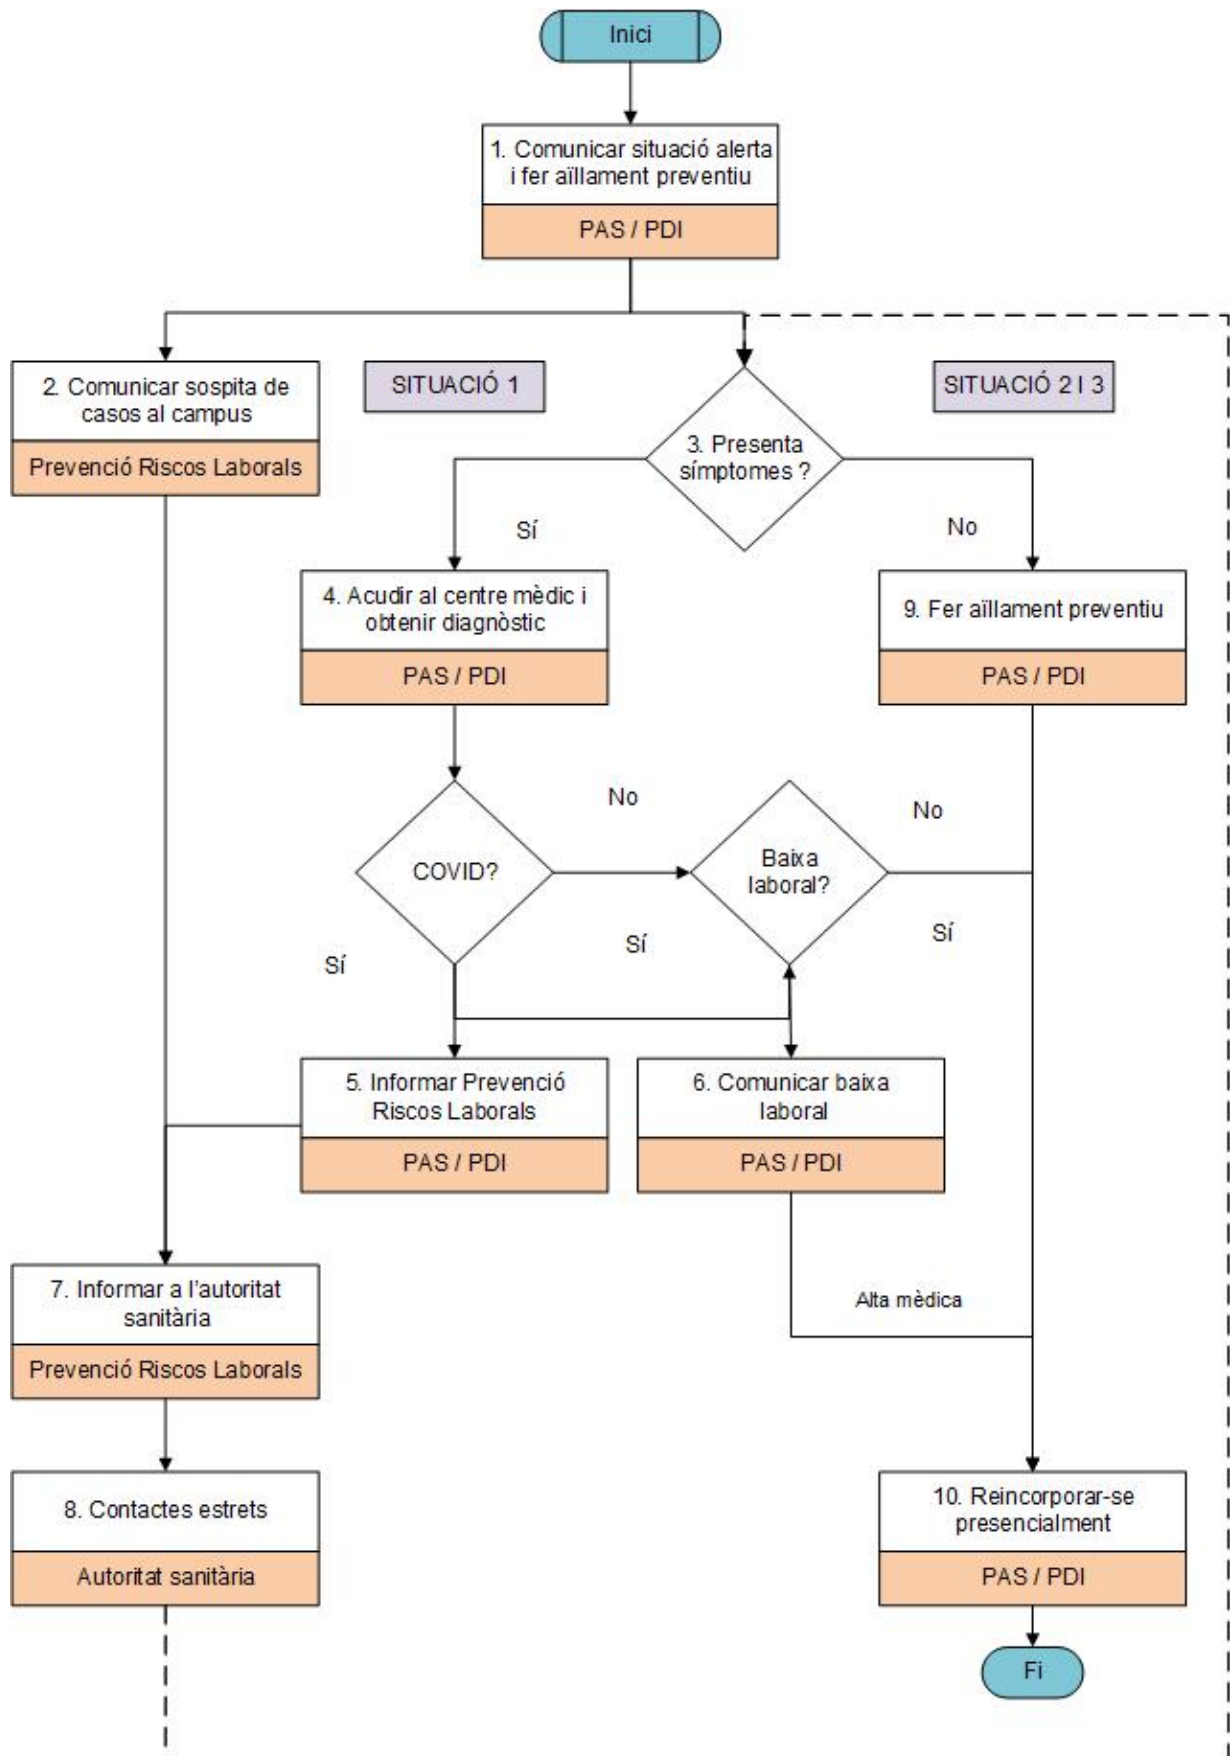 Inici
1. Comunicar situació alerta
i fer aïllament preventiu
PAS / PDI
2. Comunicar sospita de
casos al campus
Prevenció Riscos Laborals
SITUACIÓ 1
SITUACIÓ 2 I 3
3. Presenta
símptomes ?
Sí
No
4. Acudir al centre mèdic i
obtenir diagnòstic
PAS / PDI
9. Fer aïllament preventiu
PAS / PDI
COVID?
No
Baixa
laboral?
No
Sí
Sí
Sí
5. Informar Prevenció
Riscos Laborals
PAS / PDI
6. Comunicar baixa
laboral
PAS / PDI
7. Informar a l'autoritat
sanitària
Prevenció Riscos Laborals
Alta mèdica
8. Contactes estrets
Autoritat sanitària
10. Reincorporar-se
presencialment
PAS / PDI
Fi